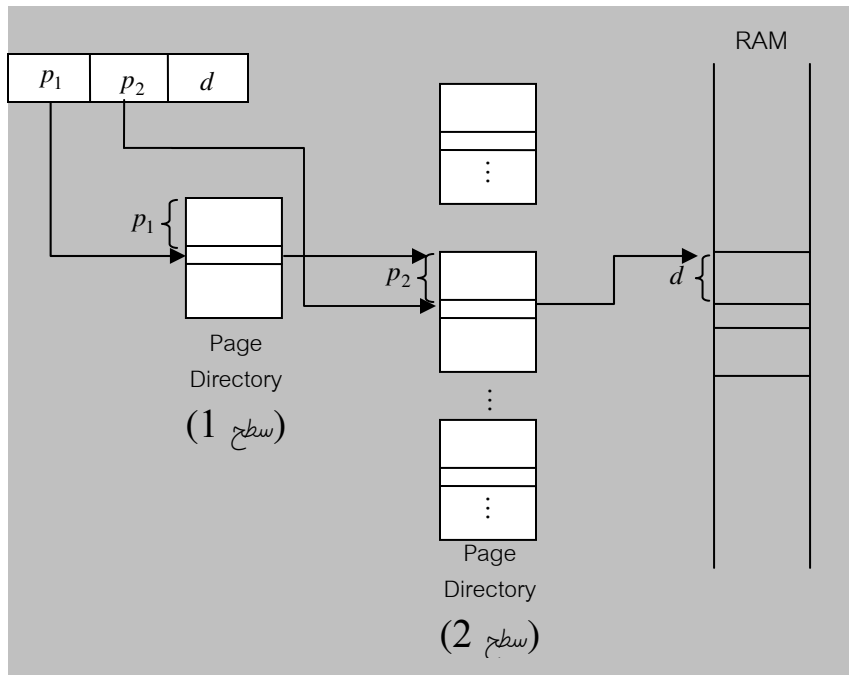 RAM
p1 p2 d
⋮
p1
p2
d
Page
Directory
(سطح 1)
⋮
⋮
Page
Directory
(سطح 2)